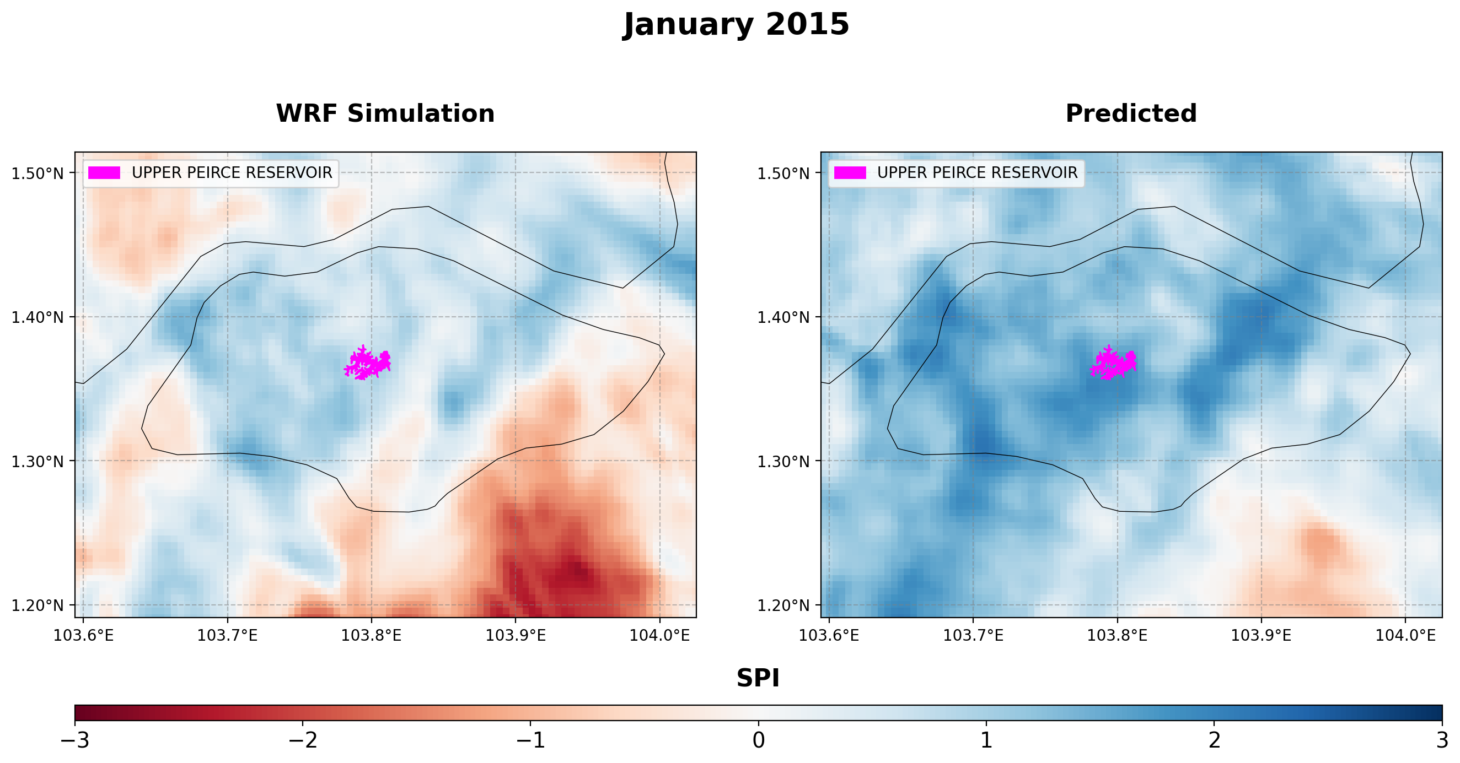 January 2015
WRF Simulation
Predicted
UPPER PEIRCE RESERVOIR
UPPER PEIRCE RESERVOIR
1.50°N
1.40°N
1.30°N
1.20°N
1.50°N
1.40°N
1.30°N
1.20°N
103.6°E 103.7°E 103.8°E 103.9°E 104.0°E
103.6°E 103.7°E 103.8°E 103.9°E 104.0°E
SPI
−3 −2 −1 0 1 2 3